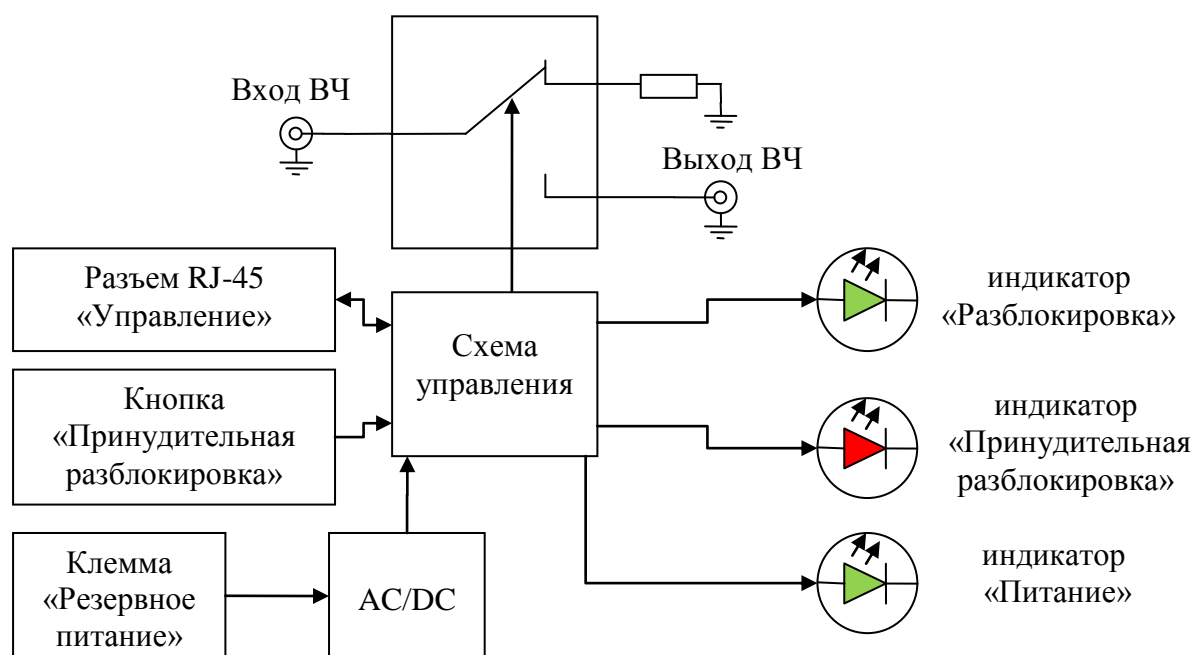 Вход ВЧ
Выход ВЧ
Разъем RJ-45
«Управление»
Схема
управления
индикатор
«Разблокировка»
Кнопка
«Принудительная
разблокировка»
индикатор
«Принудительная
разблокировка»
Клемма
«Резервное
питание»
AC/DC
индикатор
«Питание»